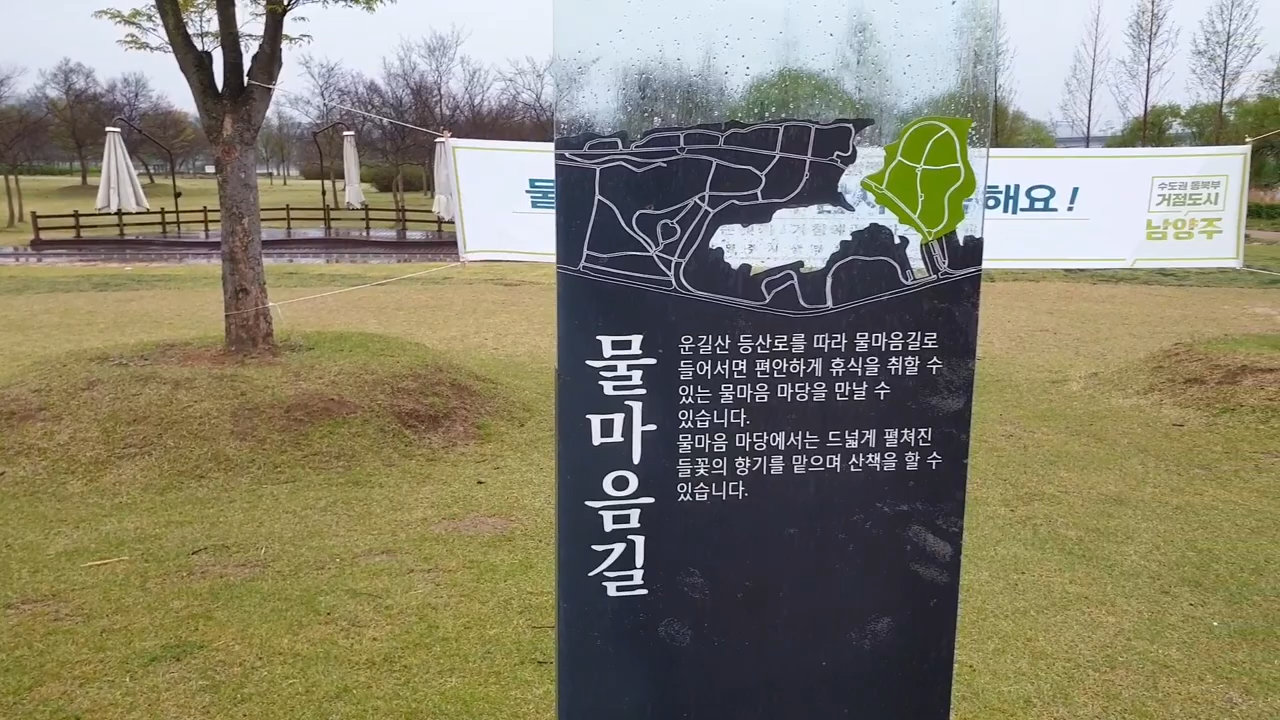 물
해요!
수도권 동북부
거점도시
남양주
물마음길
운길산 등산로를 따라 물마음길로
들어서면 편안하게 휴식을 취할 수
있는 물마음 마당을 만날 수
있습니다.
물마음 마당에서는 드넓게 펼쳐진
들꽃의 향기를 맡으며 산책을 할 수
있습니다.